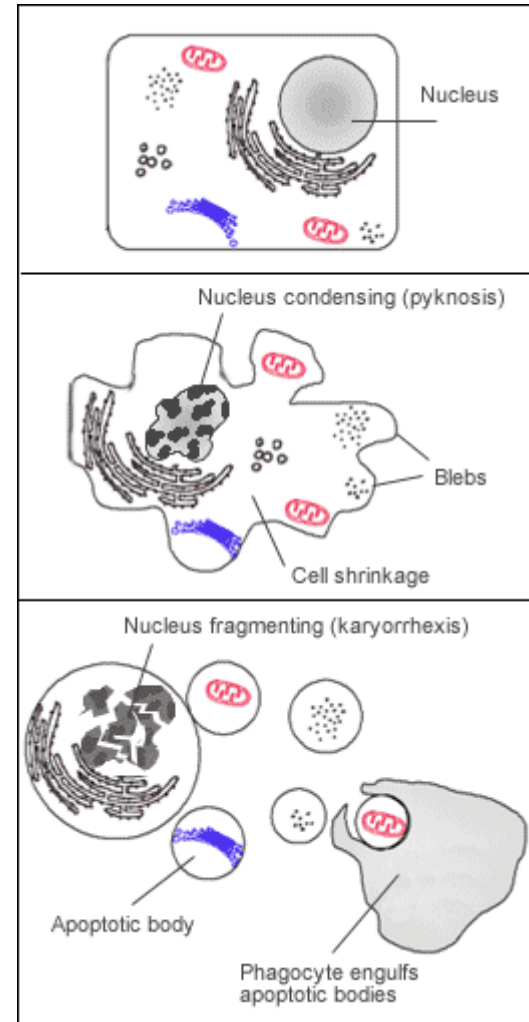 Nucleus
Nucleus condensing (pyknosis)
Blebs
Cell shrinkage
Nucleus fragmenting (karyorrhexis)
Apoptotic body
Phagocyte engulfs
apoptotic bodies